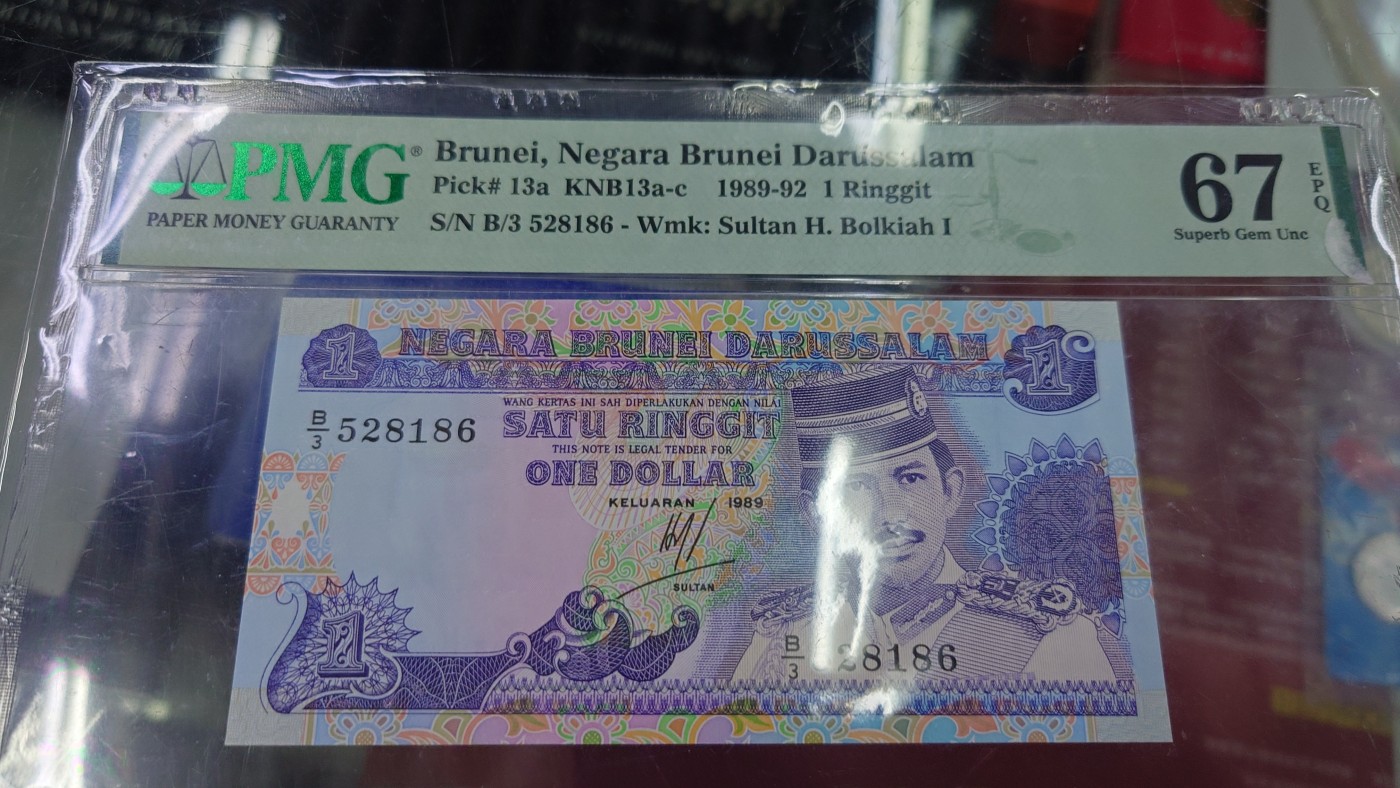 PMG®
PAPER MONEY GUARANTY
Brunei, Negara Brunei Darussalam
Pick# 13a KNB13a-c 1989-92 1 Ringgit
S/N B/3 528186 - Wmk: Sultan H. Bolkiah I
67
EPQ
Superb Gem Unc
1 NEGARA BRUNEI DARUSSALAM 1
WANG KERTAS INI SAH DIPERLAKUKAN DENGAN NILAI
B/3 528186
SATU RINGGIT
THIS NOTE IS LEGAL TENDER FOR
ONE DOLLAR
KELUARAN 1989
SULTAN
1
B/3 28186